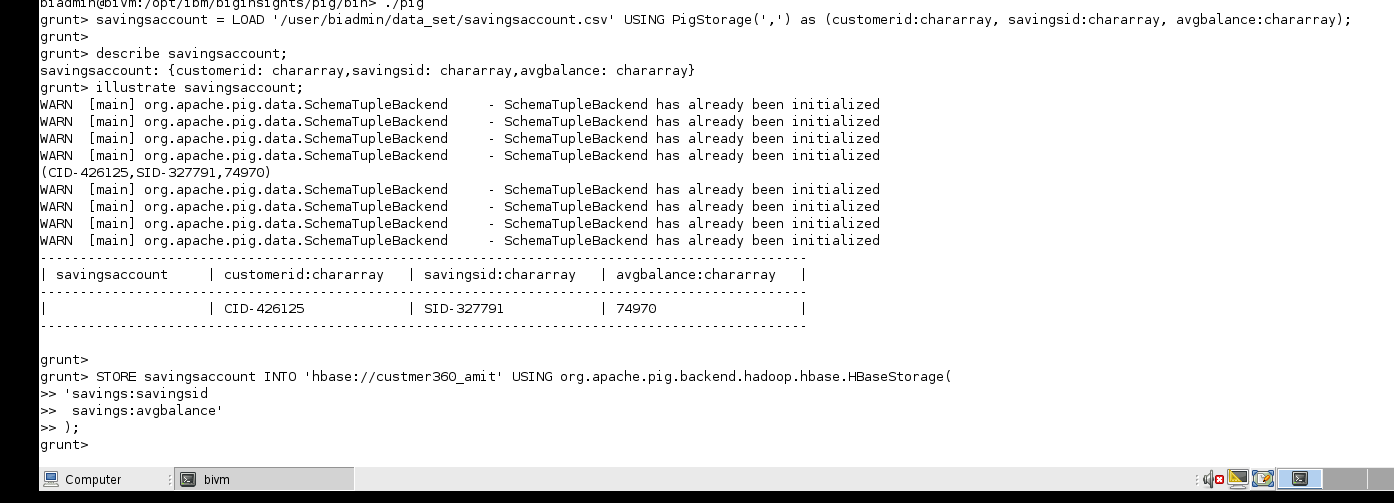 biadmin@bivm:/opt/ibm/biginsights/pig/bin> ./pig
grunt> savingsaccount = LOAD '/user/biadmin/data_set/savingsaccount.csv' USING PigStorage(',') as (customerid:chararray, savingsid:chararray, avgbalance:chararray);
grunt>
grunt> describe savingsaccount;
savingsaccount: {customerid: chararray,savingsid: chararray,avgbalance: chararray}
grunt> illustrate savingsaccount;
WARN  [main] org.apache.pig.data.SchemaTupleBackend     - SchemaTupleBackend has already been initialized
WARN  [main] org.apache.pig.data.SchemaTupleBackend     - SchemaTupleBackend has already been initialized
WARN  [main] org.apache.pig.data.SchemaTupleBackend     - SchemaTupleBackend has already been initialized
WARN  [main] org.apache.pig.data.SchemaTupleBackend     - SchemaTupleBackend has already been initialized
(CID-426125,SID-327791,74970)
WARN  [main] org.apache.pig.data.SchemaTupleBackend     - SchemaTupleBackend has already been initialized
WARN  [main] org.apache.pig.data.SchemaTupleBackend     - SchemaTupleBackend has already been initialized
WARN  [main] org.apache.pig.data.SchemaTupleBackend     - SchemaTupleBackend has already been initialized
WARN  [main] org.apache.pig.data.SchemaTupleBackend     - SchemaTupleBackend has already been initialized
------------------------------------------------------------------------------------------------
| savingsaccount     | customerid:chararray   | savingsid:chararray   | avgbalance:chararray   |
------------------------------------------------------------------------------------------------
|                    | CID-426125             | SID-327791            | 74970                  |
------------------------------------------------------------------------------------------------
grunt>
grunt> STORE savingsaccount INTO 'hbase://custmer360_amit' USING org.apache.pig.backend.hadoop.hbase.HBaseStorage(
>> 'savings:savingsid
>>  savings:avgbalance'
>> );
grunt>
Computer
bivm